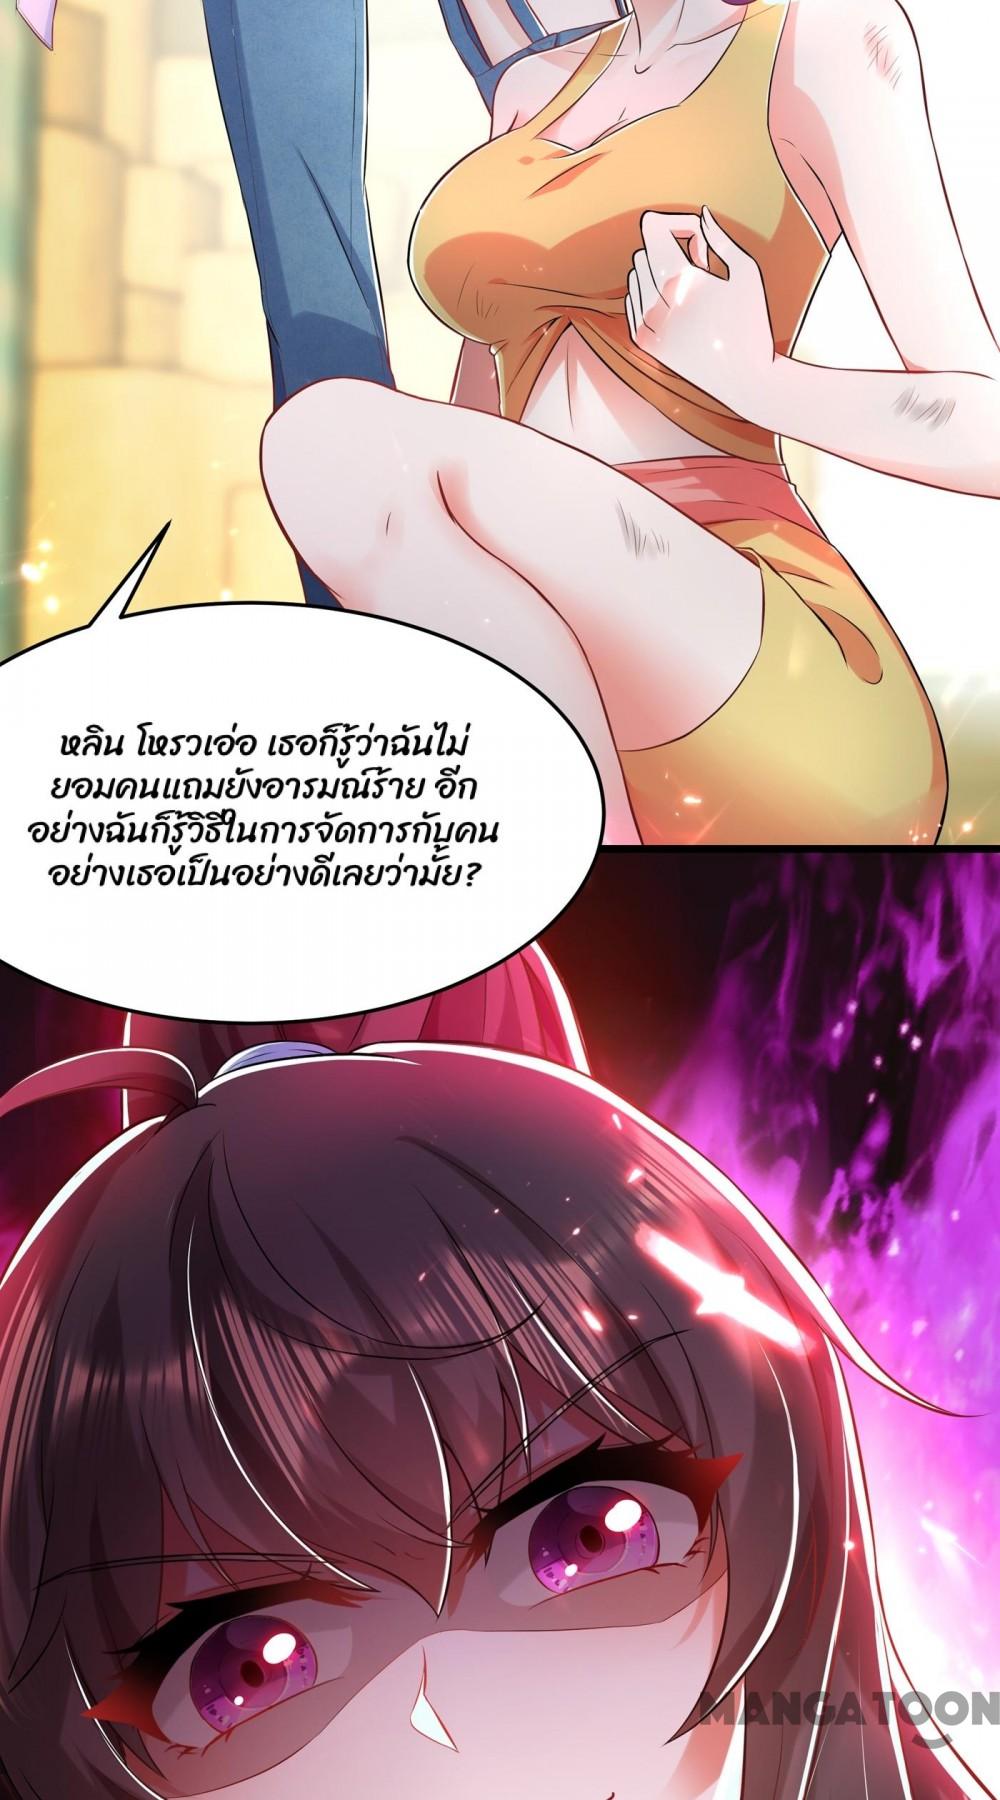 หลิน โหรวเอ่อ เธอก็รู้ว่าฉันไม่
ยอมคนแถมยังอารมณ์ร้าย อีก
อย่างฉันก็รู้วิธีในการจัดการกับคน
อย่างเธอเป็นอย่างดีเลยว่ามั้ย?
MANGATOON